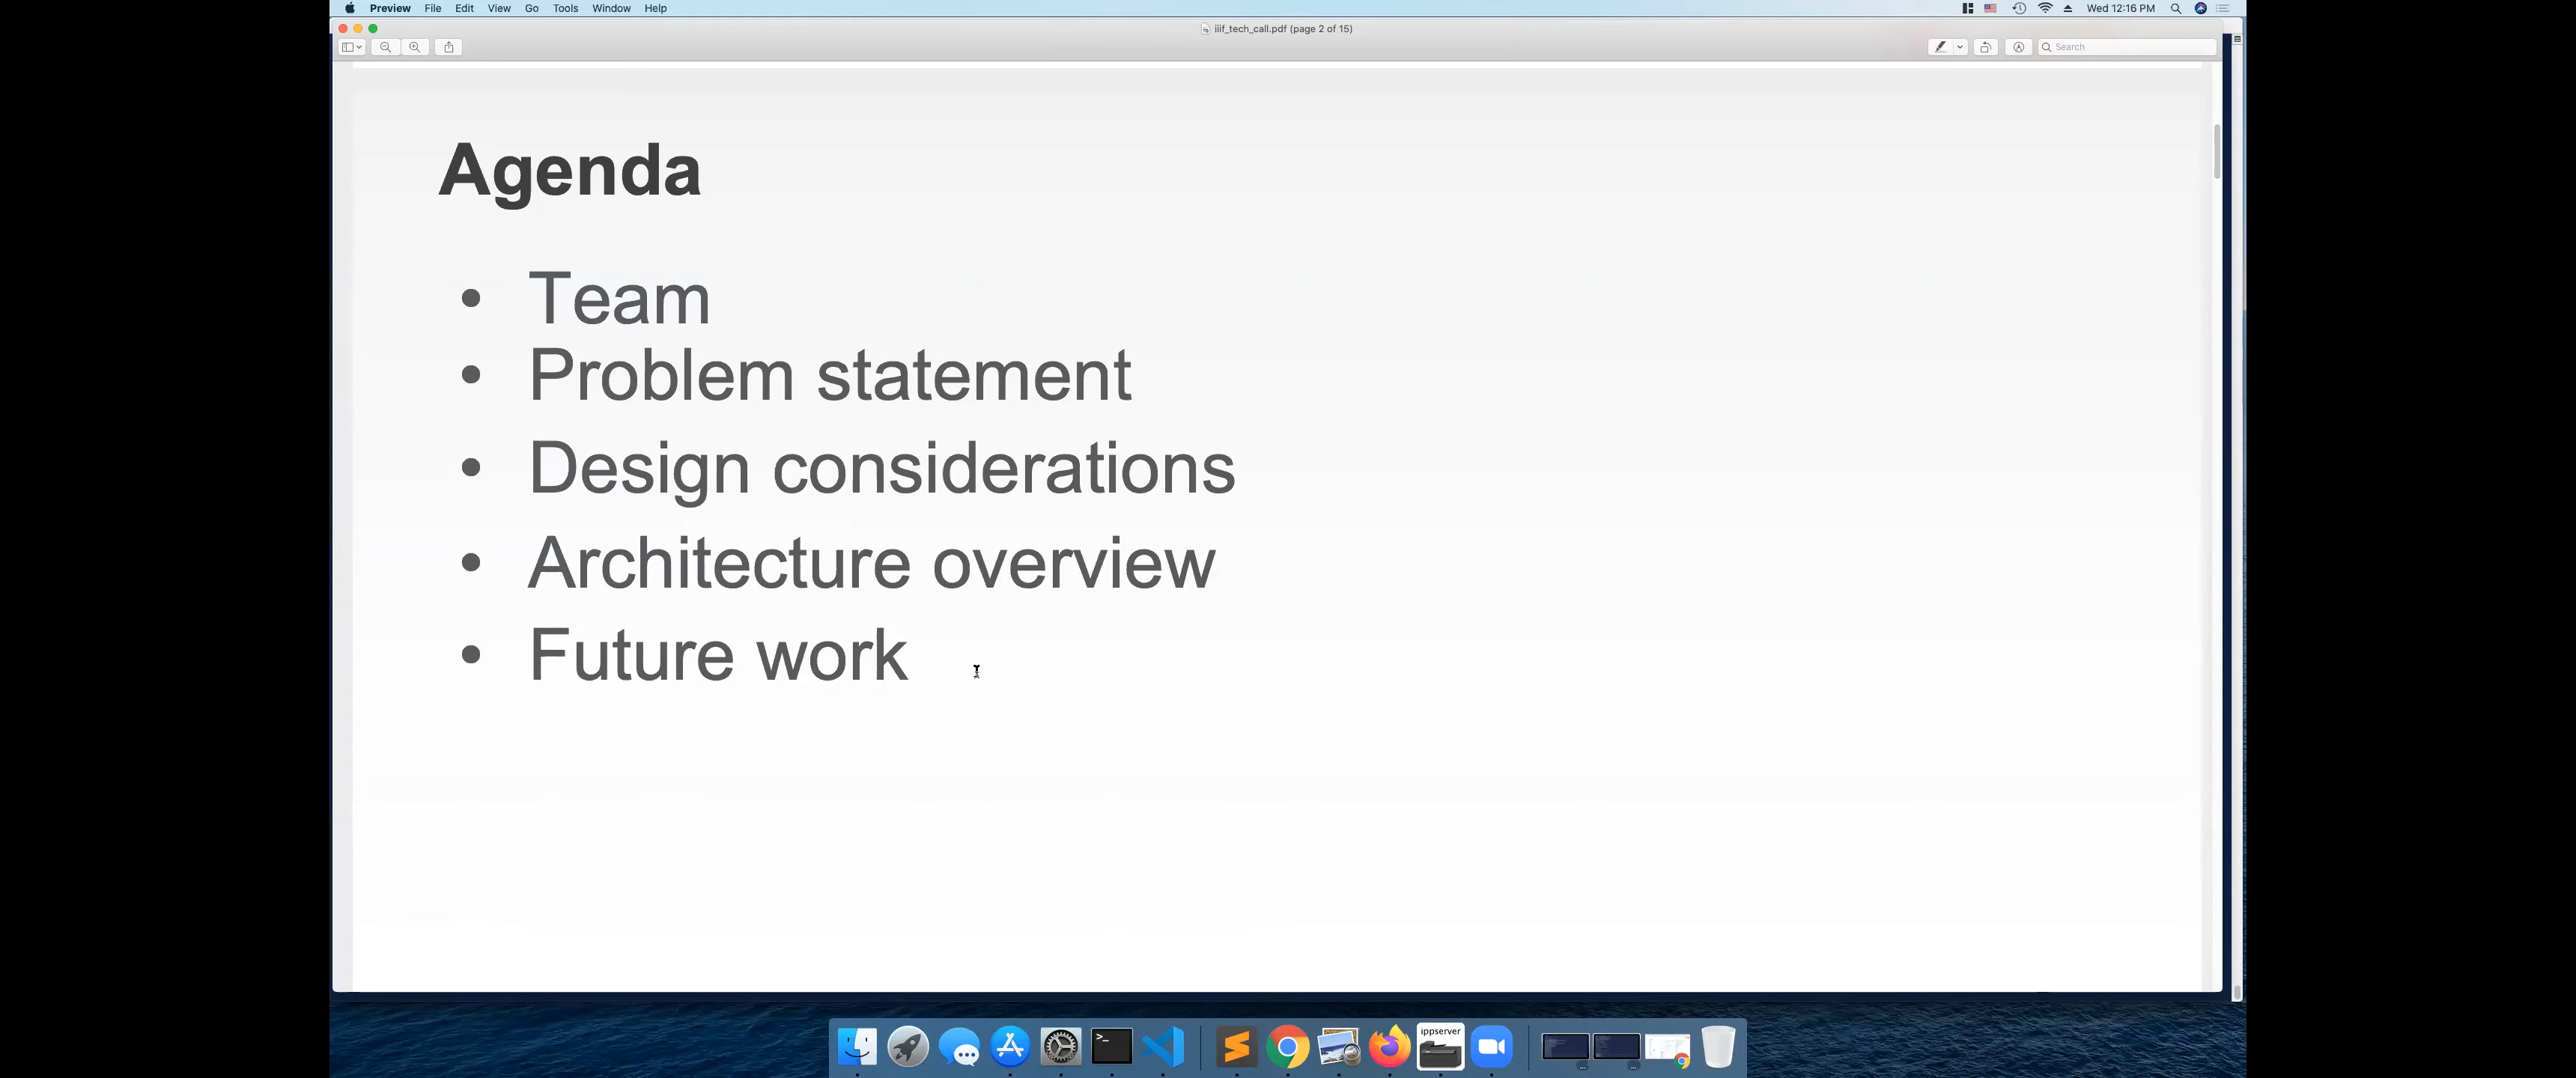 Preview File Edit View Go Tools Window Help Wed 12:16 PM
iiif_tech_call.pdf (page 2 of 15)
Search
Agenda
• Team
• Problem statement
• Design considerations
• Architecture overview
• Future work
ippserver